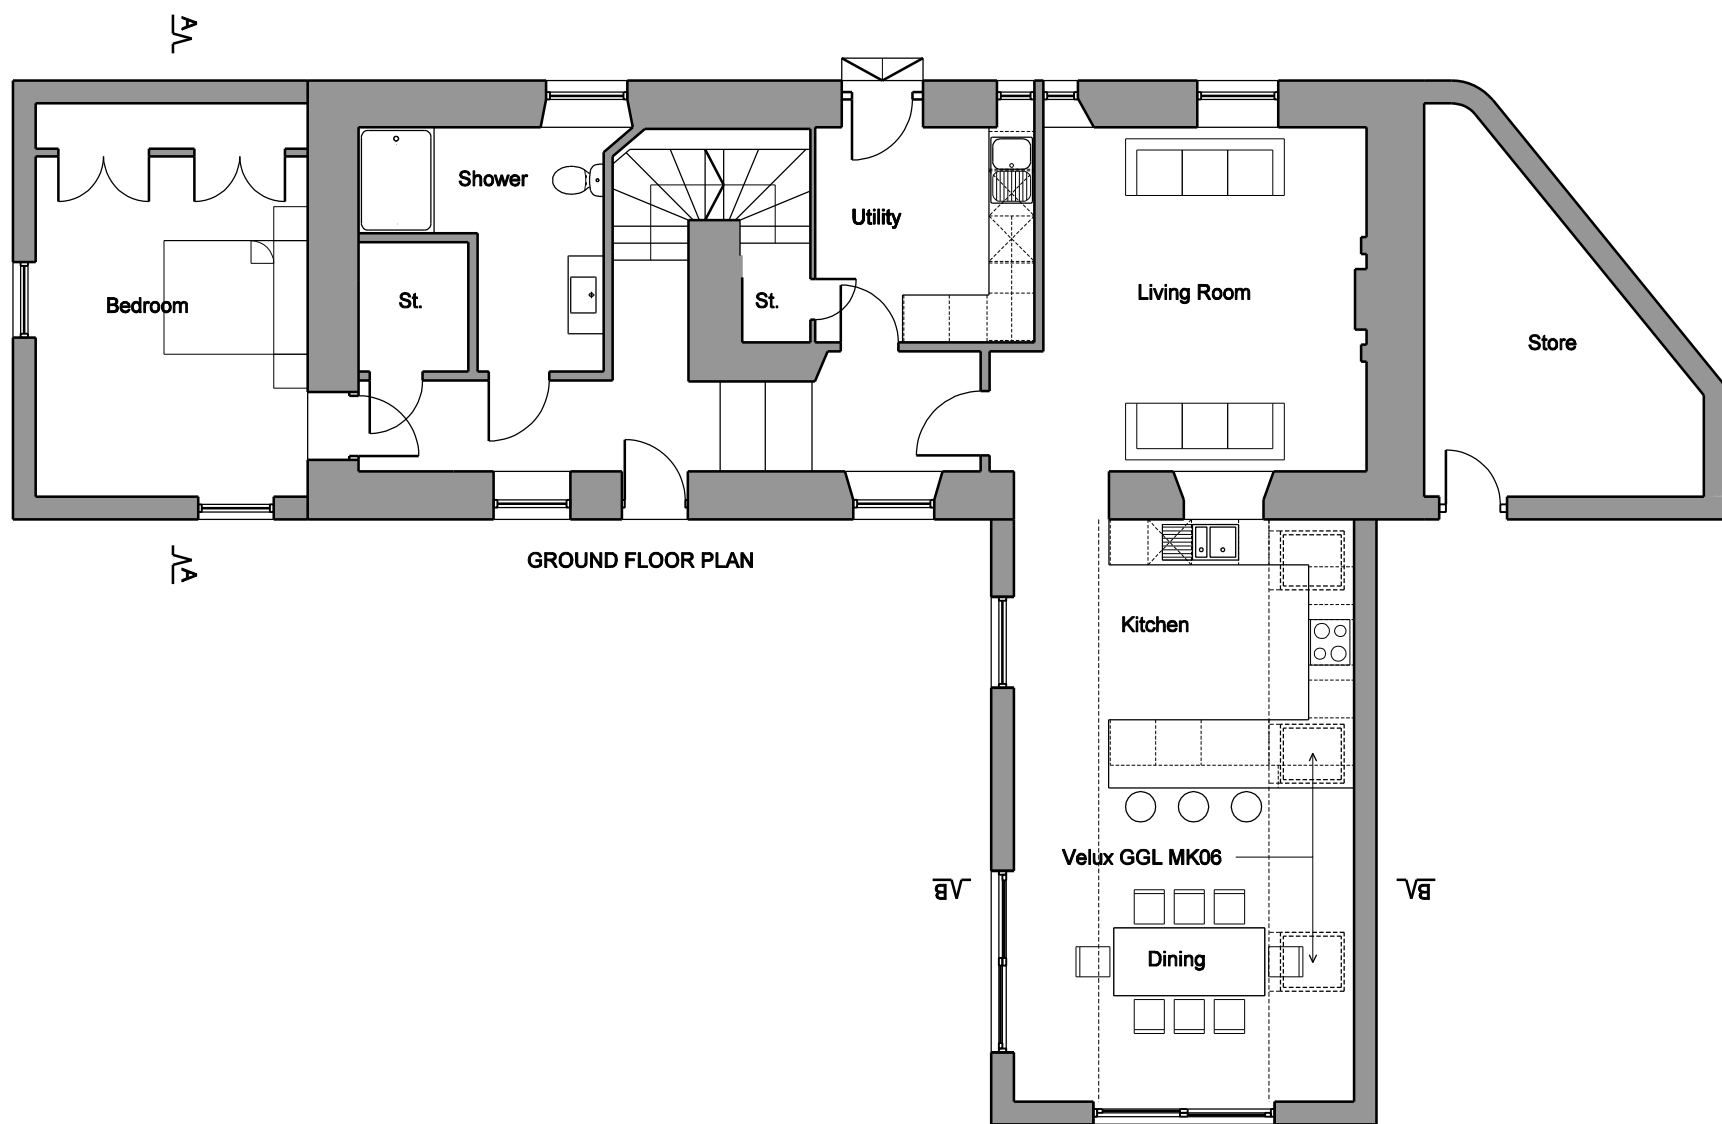 A
Shower
Utility
Bedroom
St.
St.
Living Room
Store
A
GROUND FLOOR PLAN
Kitchen
Velux GGL MK06
B
B
Dining